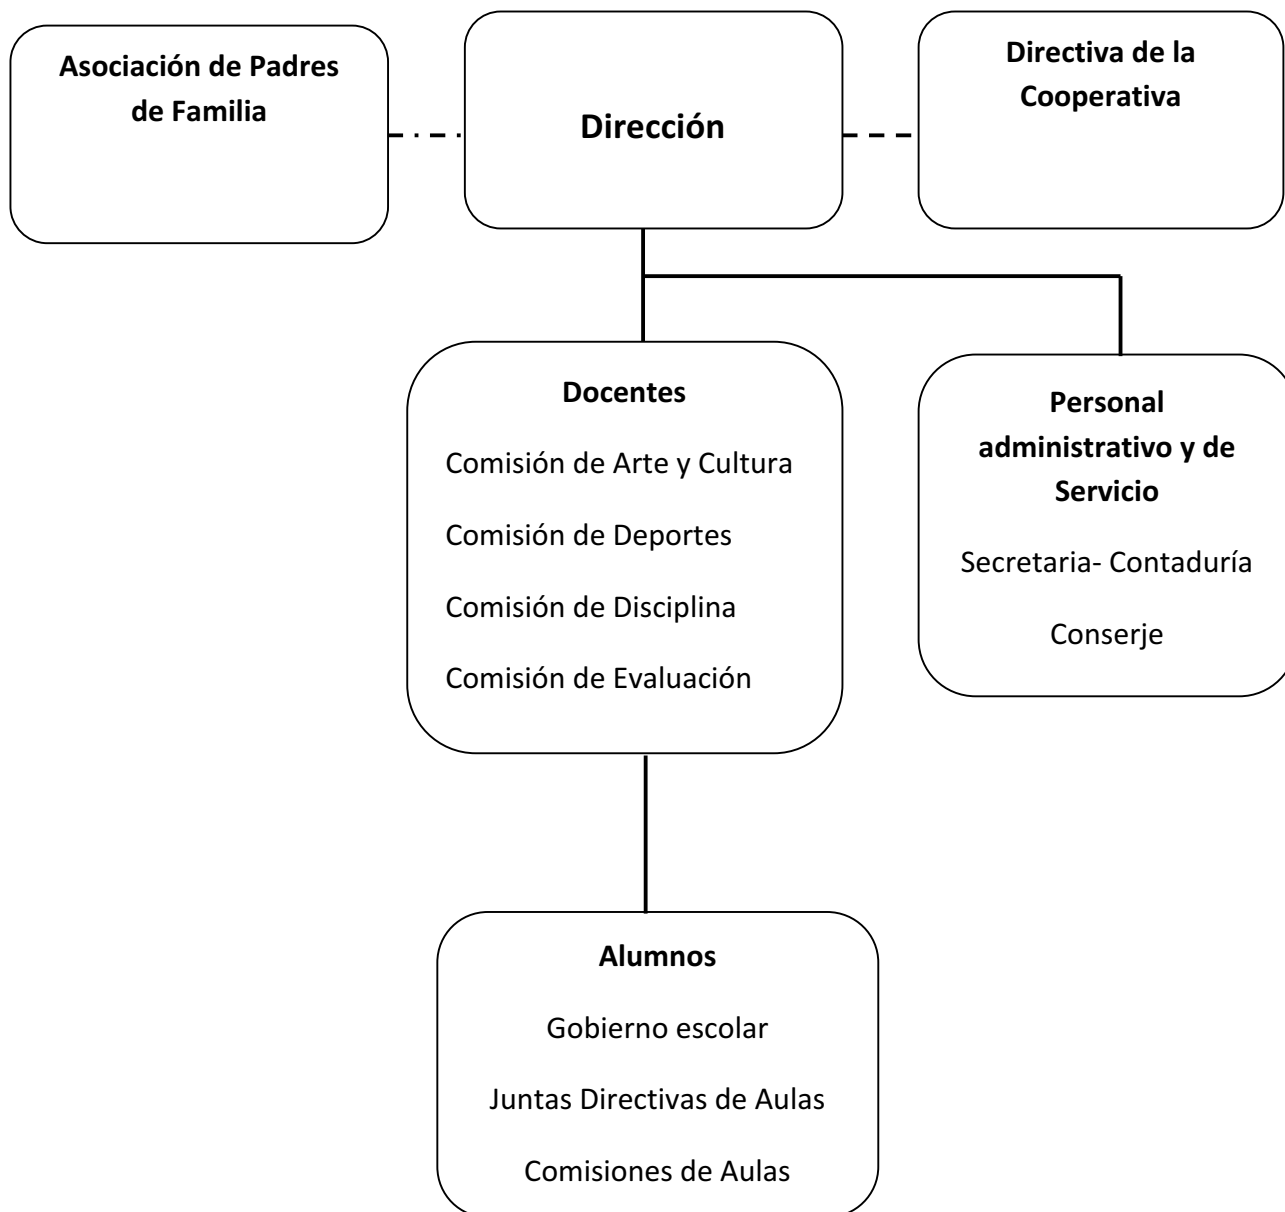 Asociación de Padres
de Familia
Dirección
Directiva de la
Cooperativa
Docentes
Comisión de Arte y Cultura
Comisión de Deportes
Comisión de Disciplina
Comisión de Evaluación
Personal
administrativo y de
Servicio
Secretaria- Contaduría
Conserje
Alumnos
Gobierno escolar
Juntas Directivas de Aulas
Comisiones de Aulas